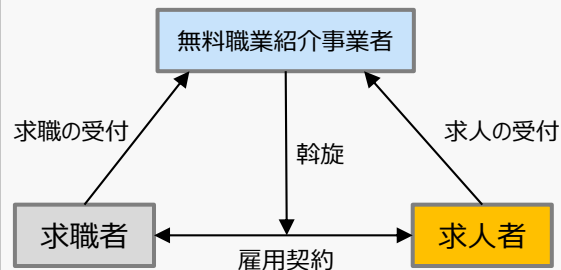 無料職業紹介事業者
求職の受付
求人の受付
斡旋
求職者
求人者
雇用契約